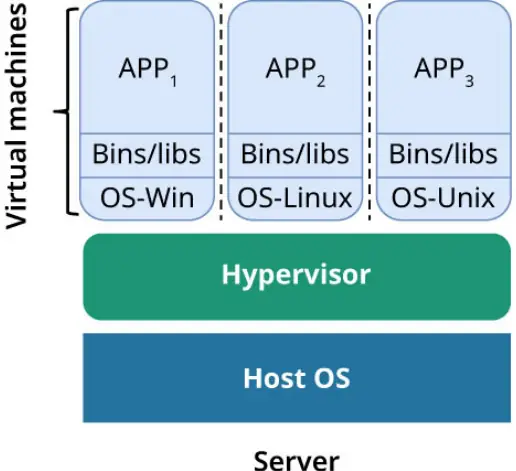 Virtual machines
APP1 APP2 APP3
Bins/libs Bins/libs Bins/libs
OS-Win OS-Linux OS-Unix
Hypervisor
Host OS
Server